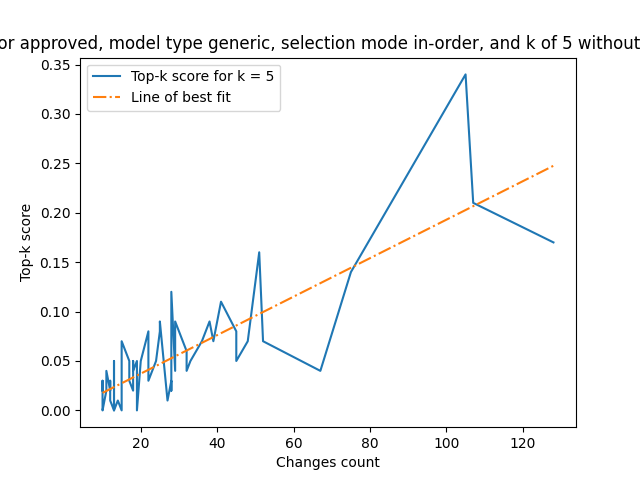 or approved, model type generic, selection mode in-order, and k of 5 without
Top-k score for k = 5
Line of best fit
0.35
0.30
0.25
0.20
0.15
0.10
0.05
0.00
Top-k score
20 40 60 80 100 120
Changes count